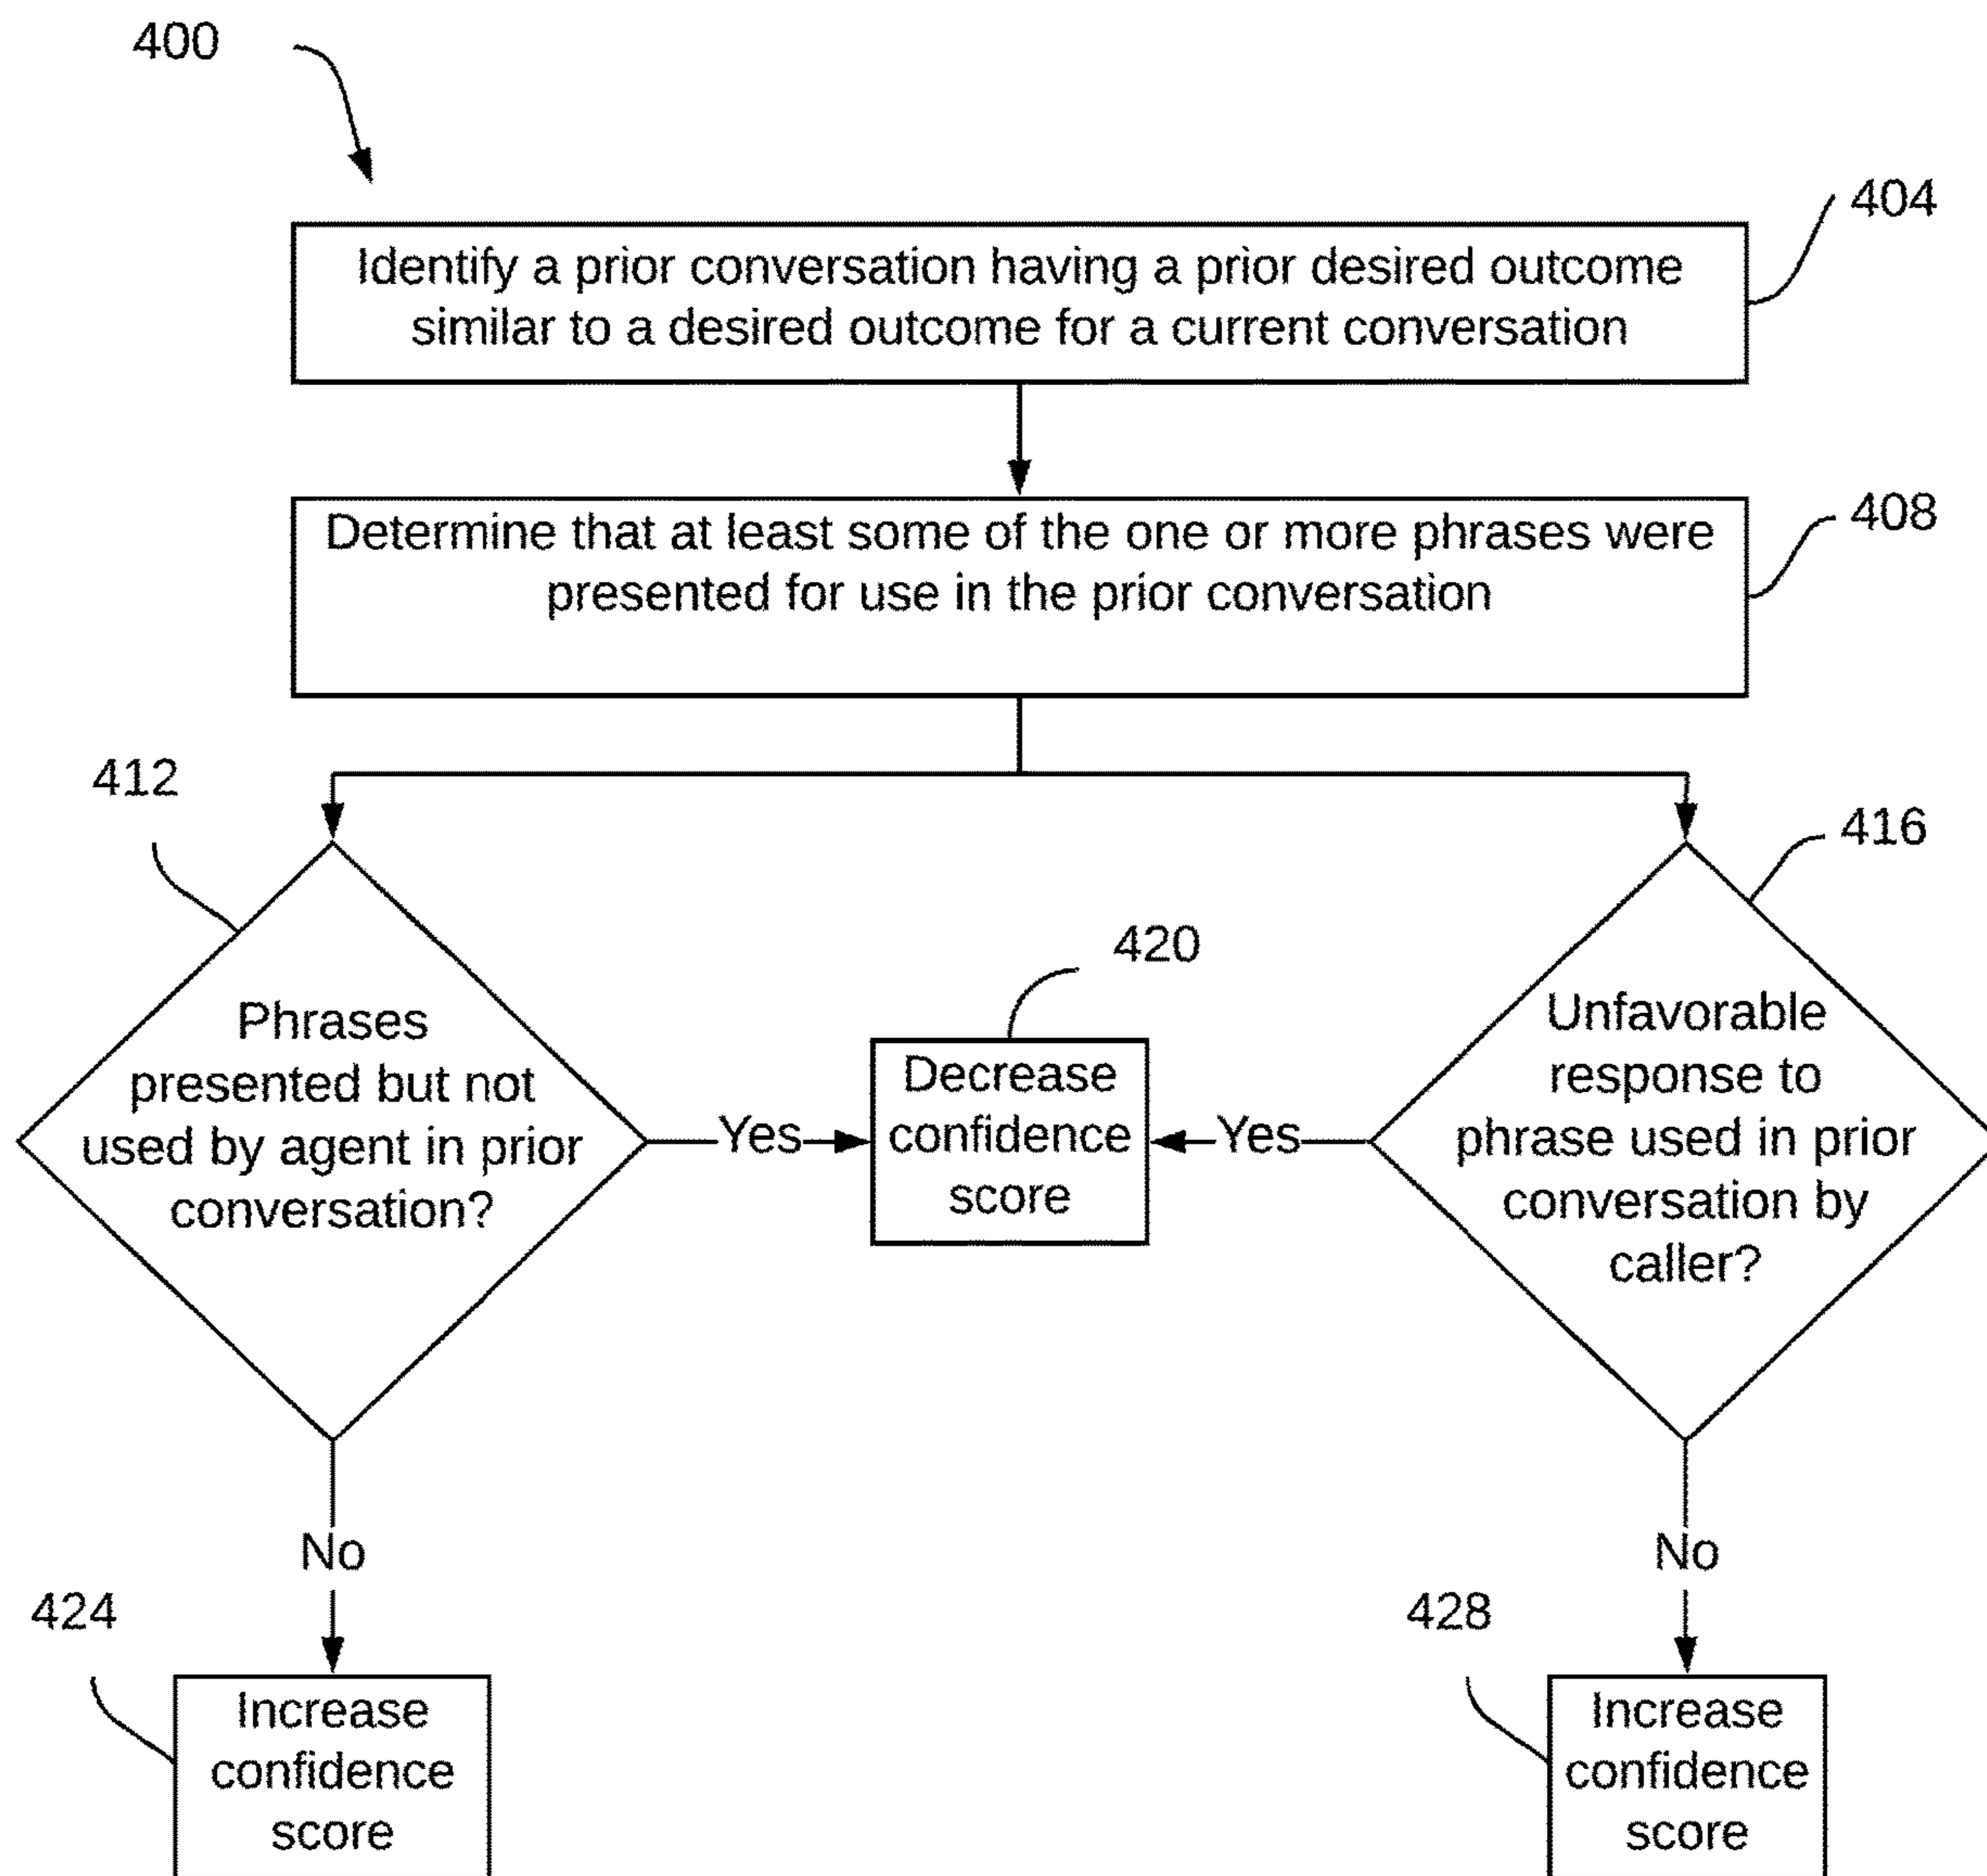 400
404
Identify a prior conversation having a prior desired outcome
similar to a desired outcome for a current conversation
408
Determine that at least some of the one or more phrases were
presented for use in the prior conversation
412
416
420
Phrases
presented but not
used by agent in prior
conversation?
Yes
Decrease
confidence
score
Yes
Unfavorable
response to
phrase used in prior
conversation by
caller?
No
No
424
428
Increase
confidence
score
Increase
confidence
score